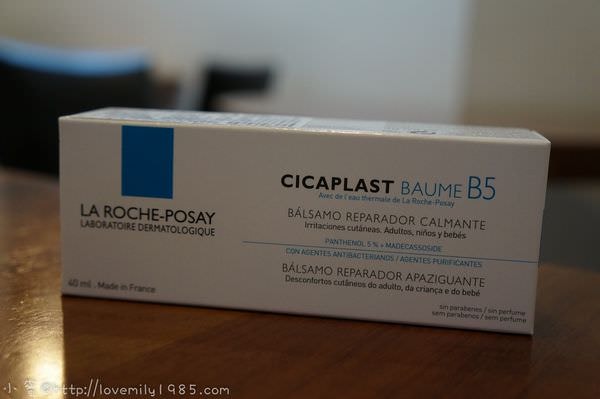 LA ROCHE-POSAY
LABORATOIRE DERMATOLOGIQUE
40 ml . Made in France
CICAPLAST BAUME B5
Avec de l'eau thermale de La Roche-Posay
BÁLSAMO REPARADOR CALMANTE
Irritaciones cutáneas. Adultos, niños y bebés
PANTHENOL 5% + MADECASSOSIDE
CON AGENTES ANTIBACTERIANOS / AGENTES PURIFICANTES
BÁLSAMO REPARADOR APAZIGUANTE
Desconfortos cutâneos do adulto, da criança e do bebé
sin parabenes / sin perfume
sem parabenos / sem perfume
http://lovemily1985.com/